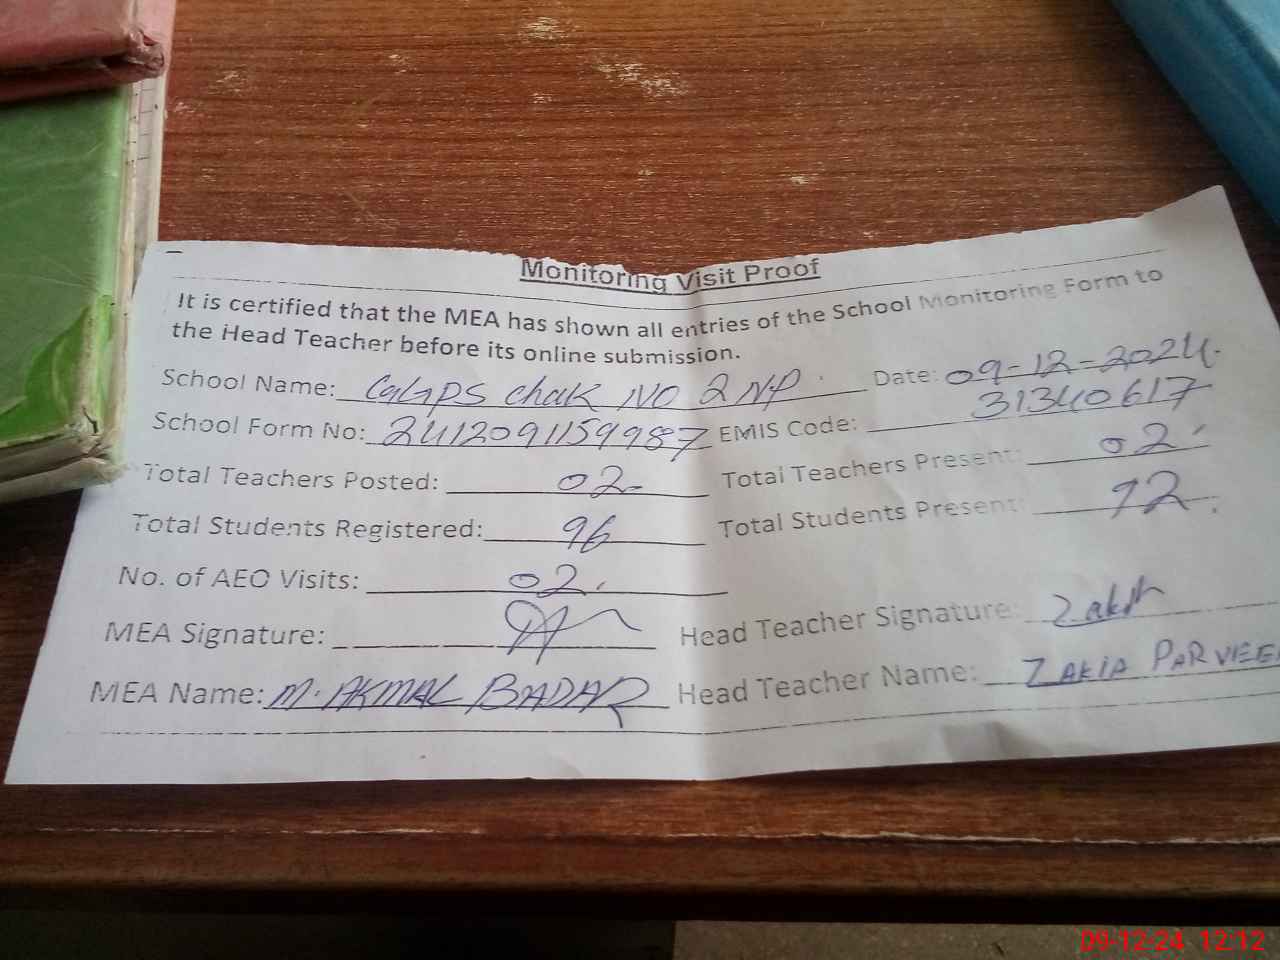 Monitoring Visit Proof
It is certified that the MEA has shown all entries of the School Monitoring Form to
the Head Teacher before its online submission.
School Name: GGPS chak NO 2 NP. Date: 09-12-2024.
School Form No: 2412091159987 EMIS Code: 31340617
Total Teachers Posted: 02 Total Teachers Present: 02
Total Students Registered: 96 Total Students Present: 72
No. of AEO Visits: 02.
MEA Signature: Head Teacher Signature:
MEA Name: M. AKMAL BADAR Head Teacher Name: ZAKIA PARVEEN
09-12-24 12:12